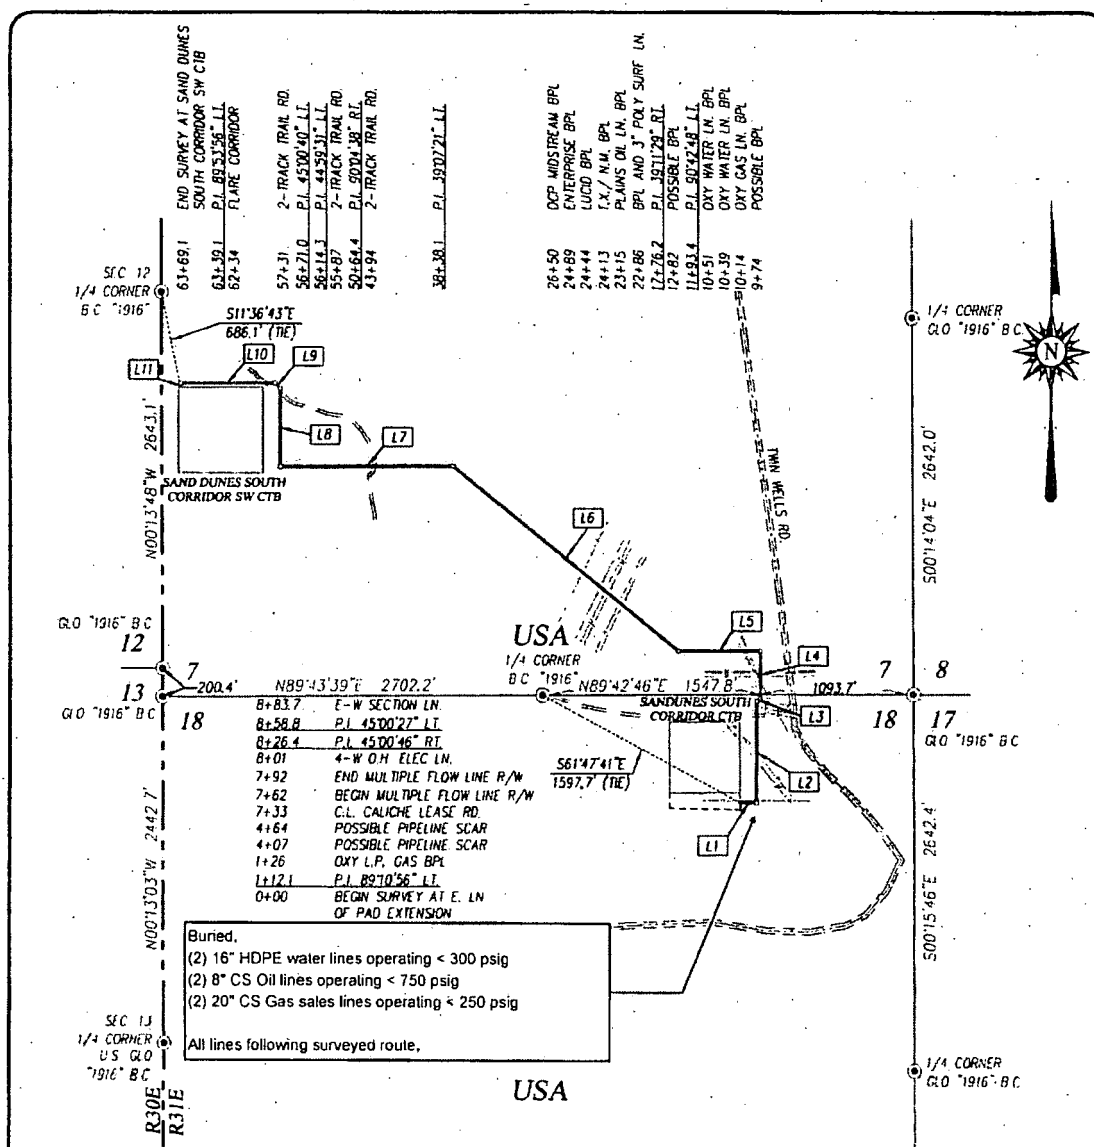 63+69.1 END SURVEY AT SAND DUNES
SOUTH CORRIDOR SW CTB
63+39.1 P.I. 89°53'56" LT.
62+34 FLARE CORRIDOR
57+31 2-TRACK TRAIL RD.
56+71.0 P.I. 45°00'40" LT.
56+14.3 P.I. 44°59'31" LT.
55+87 2-TRACK TRAIL RD.
50+64.4 P.I. 90°04'38" RT.
43+94 2-TRACK TRAIL RD.
38+38.1 P.I. 39°07'21" LT.
26+50 DCP MIDSTREAM BPL
24+89 ENTERPRISE BPL
24+44 LUCID BPL
24+13 T.X./ N.M. BPL
23+15 PLAINS OIL LN. BPL
22+86 BPL AND 3" POLY SURF LN.
17+76.2 P.I. 39°11'29" RT.
12+82 POSSIBLE BPL
11+93.4 P.I. 90°42'48" LT.
10+51 OXY WATER LN. BPL
10+39 OXY WATER LN. BPL
10+14 OXY GAS LN. BPL
9+74 POSSIBLE BPL
SEC 12
1/4 CORNER
B C "1916"
S11°36'43"E
686.1' (TIE)
1/4 CORNER
GLO "1916" B C
N
L11
L10
L9
L8
L7
SAND DUNES SOUTH
CORRIDOR SW CTB
N00°13'48"W 2643.1'
TWIN WELLS RD.
S00°14'04"E 2642.0'
L6
L5
L4
L3
GLO "1916" B C
12
7
13
18
200.4'
GLO "1916" B C
USA
1/4 CORNER
B C "1916"
N89°43'39"E 2702.2'
N89°42'46"E 1547.8'
1093.7'
7
8
18
17
GLO "1916" B C
SANDUNES SOUTH
CORRIDOR CTB
8+83.7 E-W SECTION LN.
8+58.8 P.I. 45°00'27" LT.
8+26.4 P.I. 45°00'46" RT.
8+01 4-W O.H ELEC LN.
7+92 END MULTIPLE FLOW LINE R/W
7+62 BEGIN MULTIPLE FLOW LINE R/W
7+33 C.L. CALICHE LEASE RD.
4+64 POSSIBLE PIPELINE SCAR
4+07 POSSIBLE PIPELINE SCAR
1+26 OXY L.P. GAS BPL
1+12.1 P.I. 89°10'56" LT.
0+00 BEGIN SURVEY AT E. LN
OF PAD EXTENSION
S61°47'41"E
1597.7' (TIE)
L2
L1
N00°13'03"W 2442.7'
S00°15'46"E 2642.4'
Buried,
(2) 16" HDPE water lines operating < 300 psig
(2) 8" CS Oil lines operating < 750 psig
(2) 20" CS Gas sales lines operating < 250 psig
All lines following surveyed route,
SEC 13
1/4 CORNER
U S GLO
"1916" B C
1/4 CORNER
GLO "1916" B C
USA
R30E
R31E